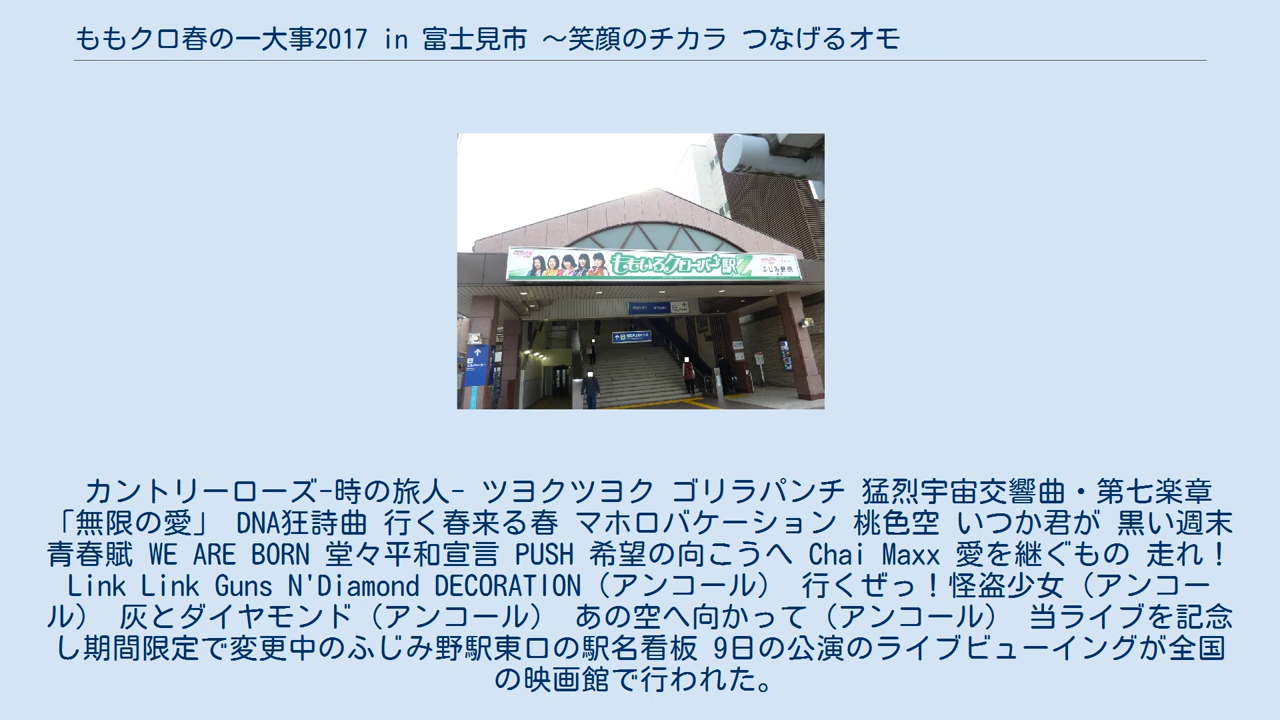 ももクロ春の一大事2017 in 富士見市 ～笑顔のチカラ つなげるオモ
ももいろクローバーZ駅
ふじみ野駅
カントリーローズ-時の旅人- ツヨクツヨク ゴリラパンチ 猛烈宇宙交響曲・第七楽章
「無限の愛」 DNA狂詩曲 行く春来る春 マホロバケーション 桃色空 いつか君が 黒い週末
青春賦 WE ARE BORN 堂々平和宣言 PUSH 希望の向こうへ Chai Maxx 愛を継ぐもの 走れ！
Link Link Guns N'Diamond DECORATION（アンコール） 行くぜっ！怪盗少女（アンコー
ル） 灰とダイヤモンド（アンコール） あの空へ向かって（アンコール） 当ライブを記念
し期間限定で変更中のふじみ野駅東口の駅名看板 9日の公演のライブビューイングが全国
の映画館で行われた。